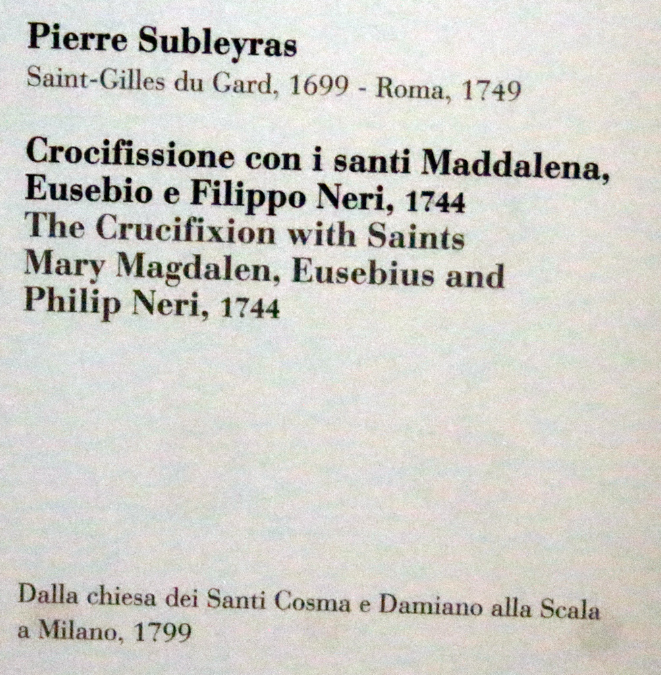 Pierre Subleyras
Saint-Gilles du Gard, 1699 - Roma, 1749
Crocifissione con i santi Maddalena,
Eusebio e Filippo Neri, 1744
The Crucifixion with Saints
Mary Magdalen, Eusebius and
Philip Neri, 1744
Dalla chiesa dei Santi Cosma e Damiano alla Scala
a Milano, 1799